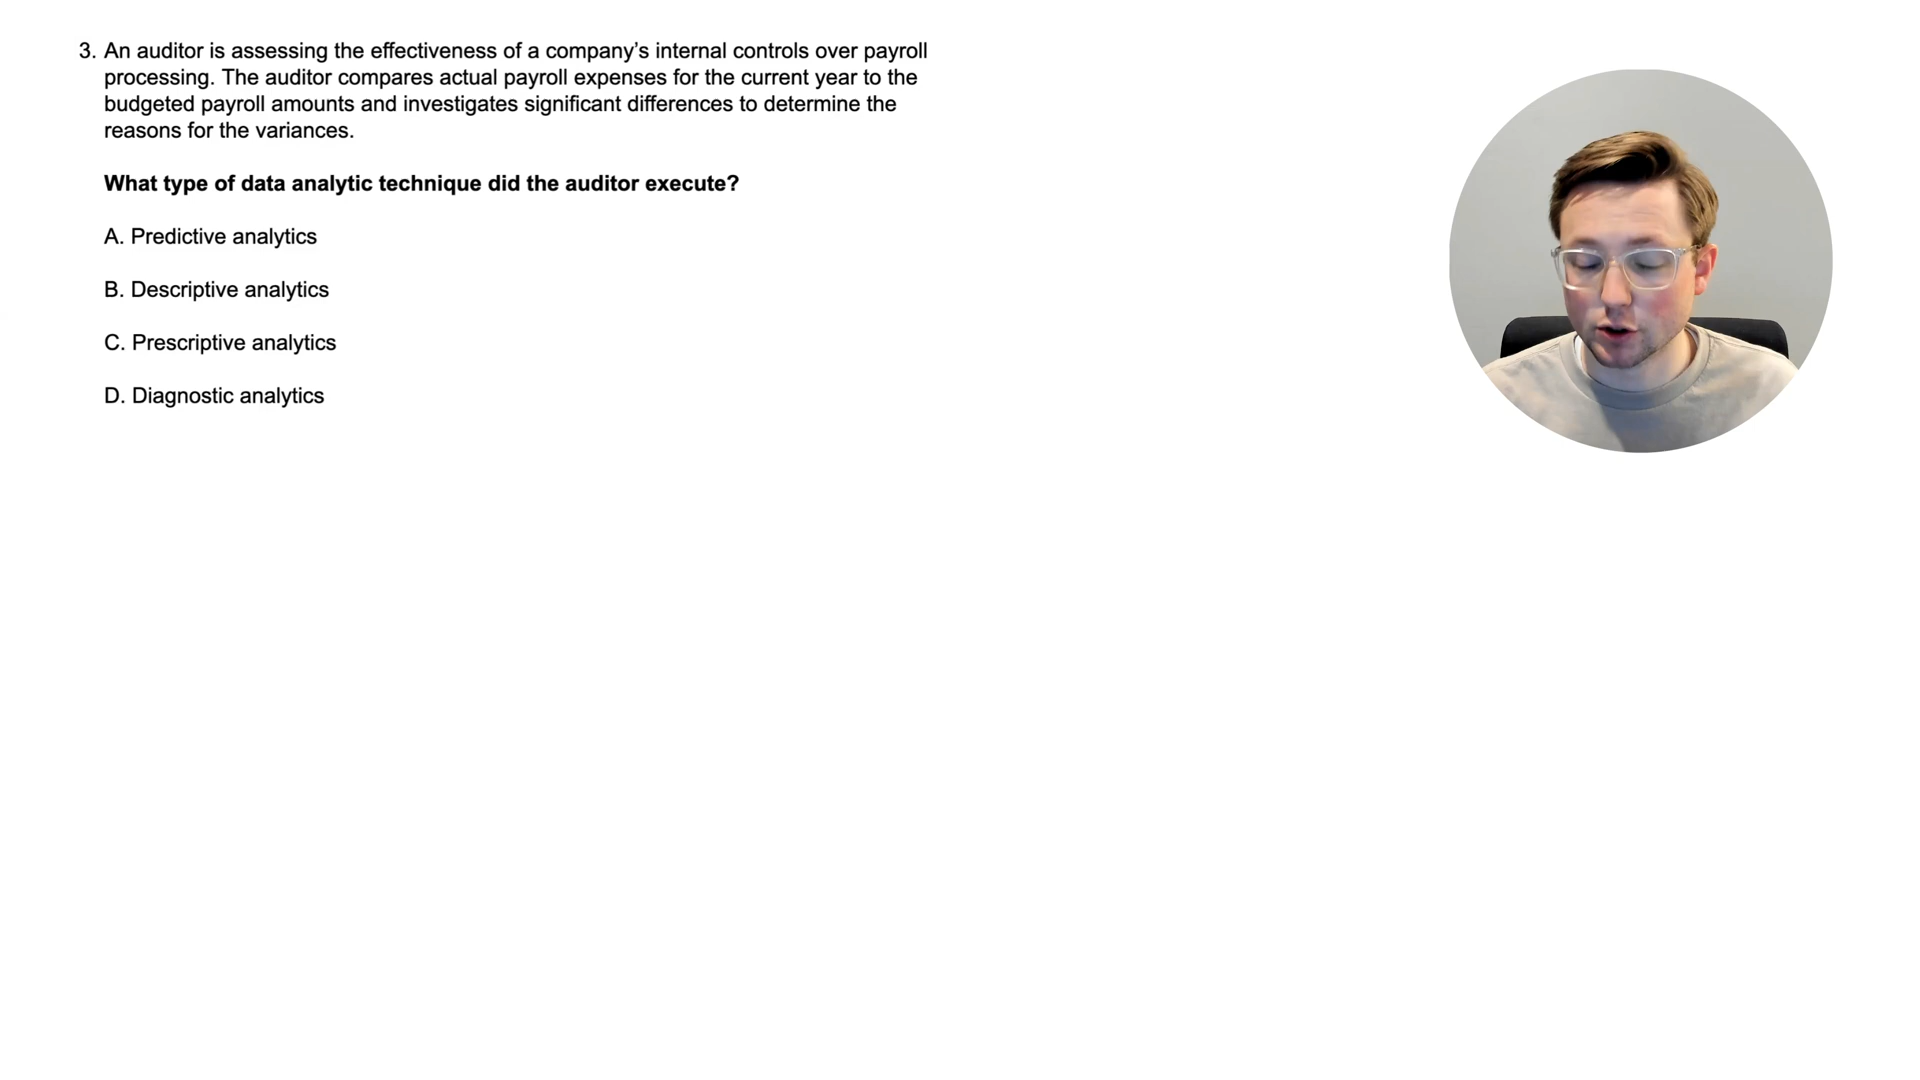 3. An auditor is assessing the effectiveness of a company’s internal controls over payroll
processing. The auditor compares actual payroll expenses for the current year to the
budgeted payroll amounts and investigates significant differences to determine the
reasons for the variances.
What type of data analytic technique did the auditor execute?
A. Predictive analytics
B. Descriptive analytics
C. Prescriptive analytics
D. Diagnostic analytics